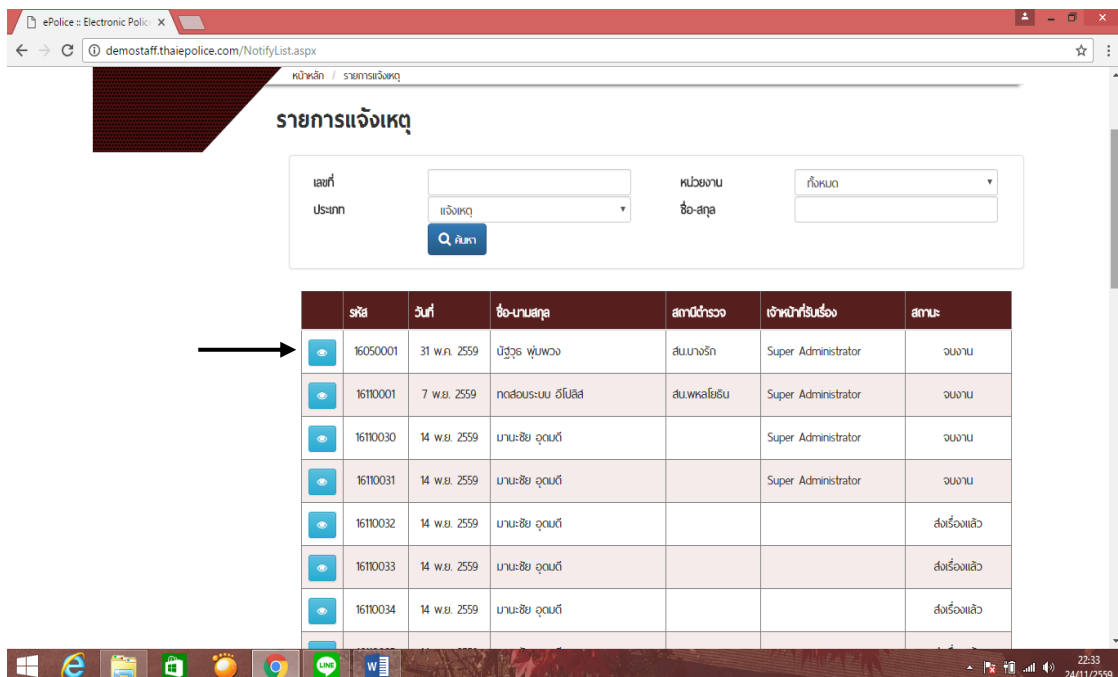 ePolice :: Electronic Polic
demostaff.thaiepolice.com/NotifyList.aspx
หน้าหลัก / รายการแจ้งเหตุ
รายการแจ้งเหตุ
เลขที่ หน่วยงาน ทั้งหมด
ประเภท แจ้งเหตุ ชื่อ-สกุล
ค้นหา
รหัส วันที่ ชื่อ-นามสกุล สถานีตำรวจ เจ้าหน้าที่รับเรื่อง สถานะ
16050001 31 พ.ค. 2559 นัฐวุธ พุ่มพวง สน.บางรัก Super Administrator จบงาน
16110001 7 พ.ย. 2559 ทดสอบระบบ อีโปลิส สน.พหลโยธิน Super Administrator จบงาน
16110030 14 พ.ย. 2559 มานะชัย อุดมดี Super Administrator จบงาน
16110031 14 พ.ย. 2559 มานะชัย อุดมดี Super Administrator จบงาน
16110032 14 พ.ย. 2559 มานะชัย อุดมดี ส่งเรื่องแล้ว
16110033 14 พ.ย. 2559 มานะชัย อุดมดี ส่งเรื่องแล้ว
16110034 14 พ.ย. 2559 มานะชัย อุดมดี ส่งเรื่องแล้ว
LINE
22:33
24/11/2559